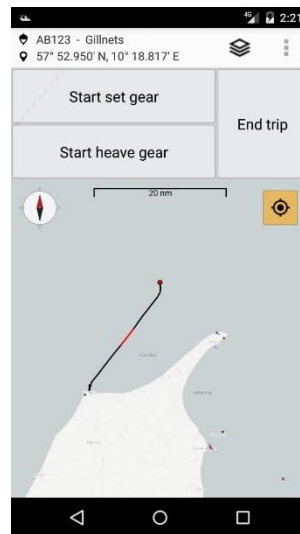 4G 2:21
AB123 - Gillnets
57° 52.950' N, 10° 18.817' E
Start set gear
End trip
Start heave gear
20 nm